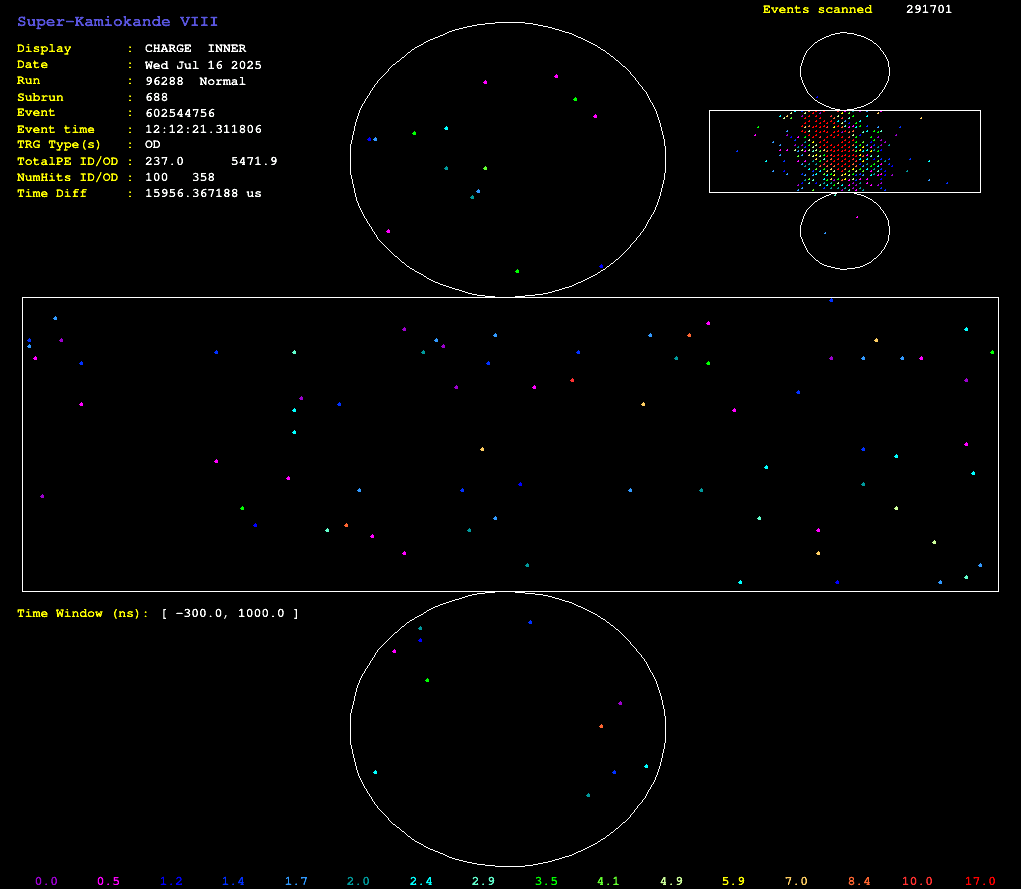 Super-Kamiokande VIII
Events scanned 291701
Display : CHARGE INNER
Date : Wed Jul 16 2025
Run : 96288 Normal
Subrun : 688
Event : 602544756
Event time : 12:12:21.311806
TRG Type(s) : OD
TotalPE ID/OD : 237.0 5471.9
NumHits ID/OD : 100 358
Time Diff : 15956.367188 us
Time Window (ns): [ -300.0, 1000.0 ]
0.0 0.5 1.2 1.4 1.7 2.0 2.4 2.9 3.5 4.1 4.9 5.9 7.0 8.4 10.0 17.0